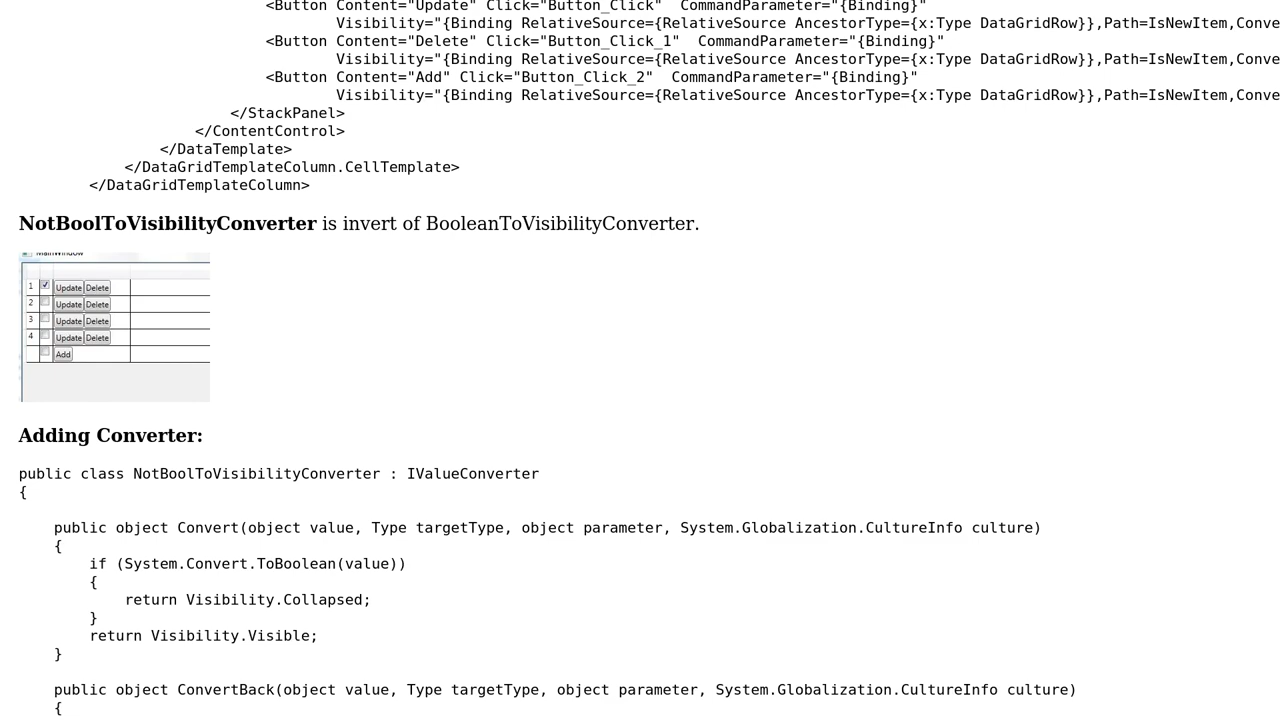 <Button Content="Update" Click="Button_Click"  CommandParameter="{Binding}"
Visibility="{Binding RelativeSource={RelativeSource AncestorType={x:Type DataGridRow}},Path=IsNewItem,Conve
<Button Content="Delete" Click="Button_Click_1"  CommandParameter="{Binding}"
Visibility="{Binding RelativeSource={RelativeSource AncestorType={x:Type DataGridRow}},Path=IsNewItem,Conve
<Button Content="Add" Click="Button_Click_2"  CommandParameter="{Binding}"
Visibility="{Binding RelativeSource={RelativeSource AncestorType={x:Type DataGridRow}},Path=IsNewItem,Conve
</StackPanel>
</ContentControl>
</DataTemplate>
</DataGridTemplateColumn.CellTemplate>
</DataGridTemplateColumn>
NotBoolToVisibilityConverter is invert of BooleanToVisibilityConverter.
MainWindow
1 Update Delete
2 Update Delete
3 Update Delete
4 Update Delete
Add
Adding Converter:
public class NotBoolToVisibilityConverter : IValueConverter
{
public object Convert(object value, Type targetType, object parameter, System.Globalization.CultureInfo culture)
{
if (System.Convert.ToBoolean(value))
{
return Visibility.Collapsed;
}
return Visibility.Visible;
}
public object ConvertBack(object value, Type targetType, object parameter, System.Globalization.CultureInfo culture)
{